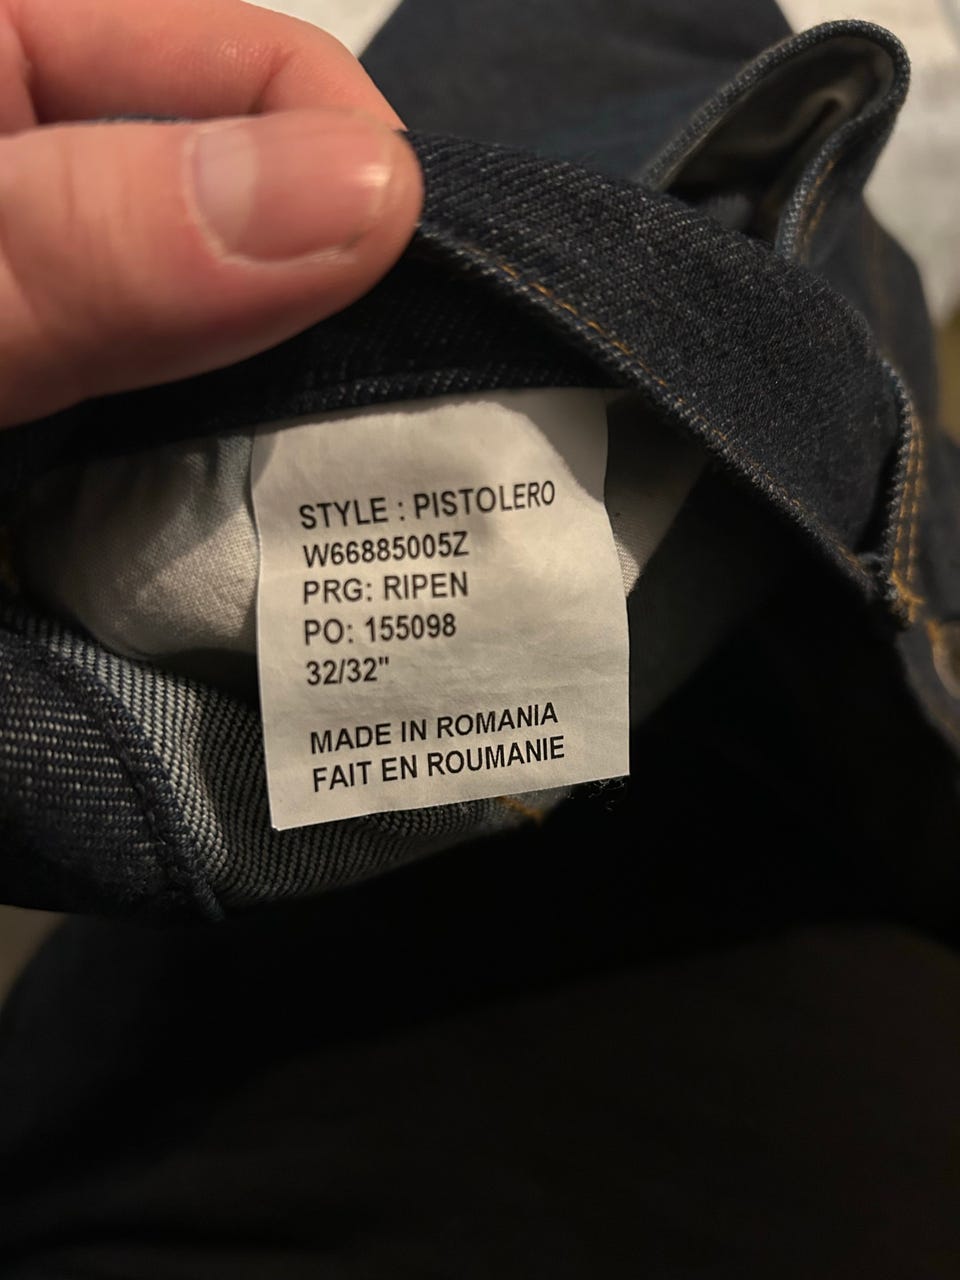 STYLE : PISTOLERO
W66885005Z
PRG: RIPEN
PO: 155098
32/32"
MADE IN ROMANIA
FAIT EN ROUMANIE